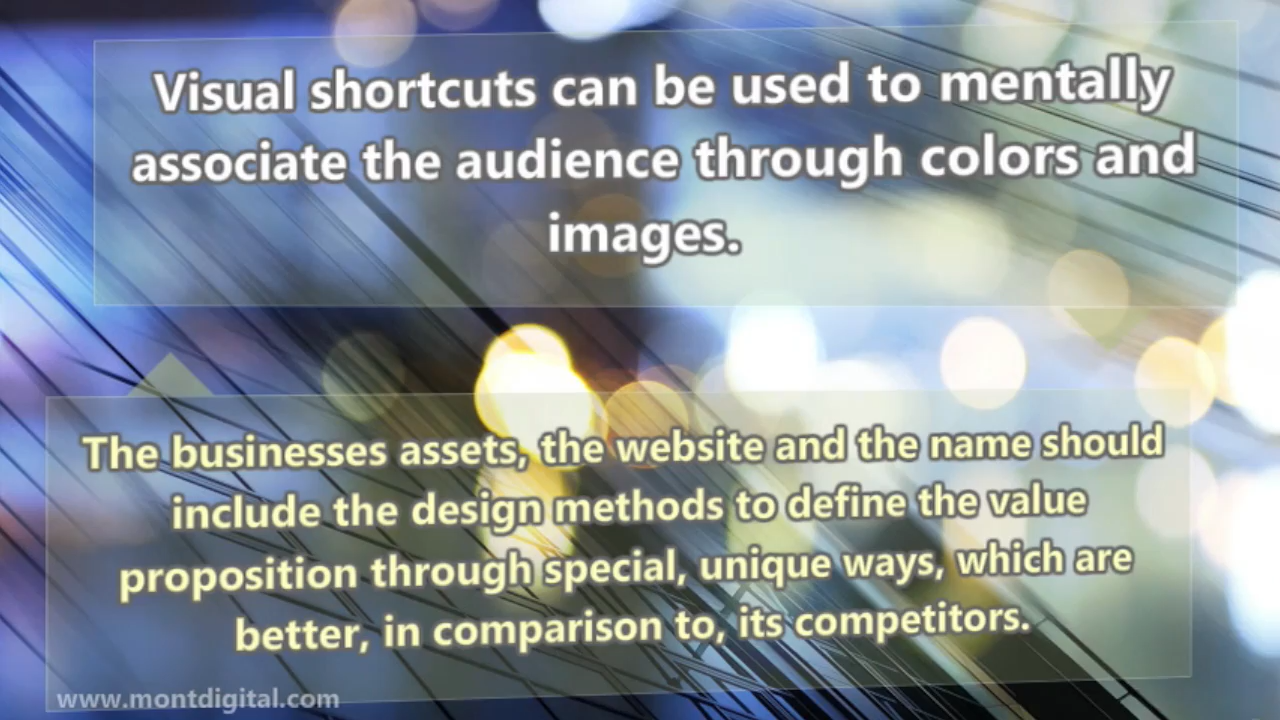 Visual shortcuts can be used to mentally
associate the audience through colors and
images.
The businesses assets, the website and the name should
include the design methods to define the value
proposition through special, unique ways, which are
better, in comparison to, its competitors.
www.montdigital.com